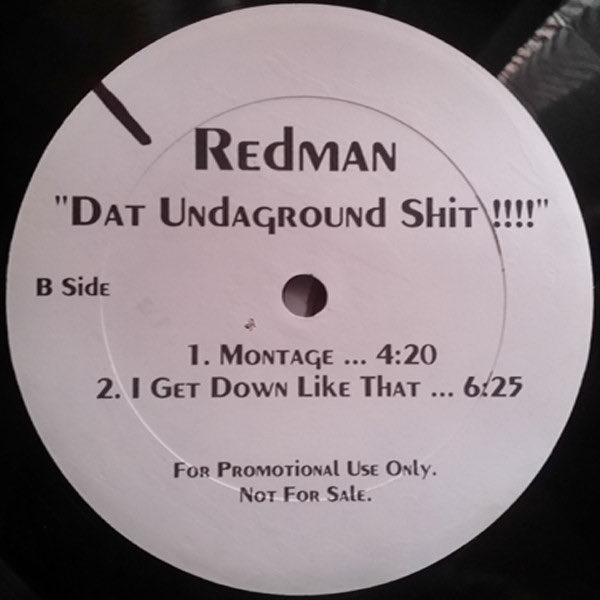 Redman
"Dat Undaground Shit !!!!"
B Side
1. Montage ... 4:20
2. I Get Down Like That ... 6:25
For Promotional Use Only.
Not For Sale.